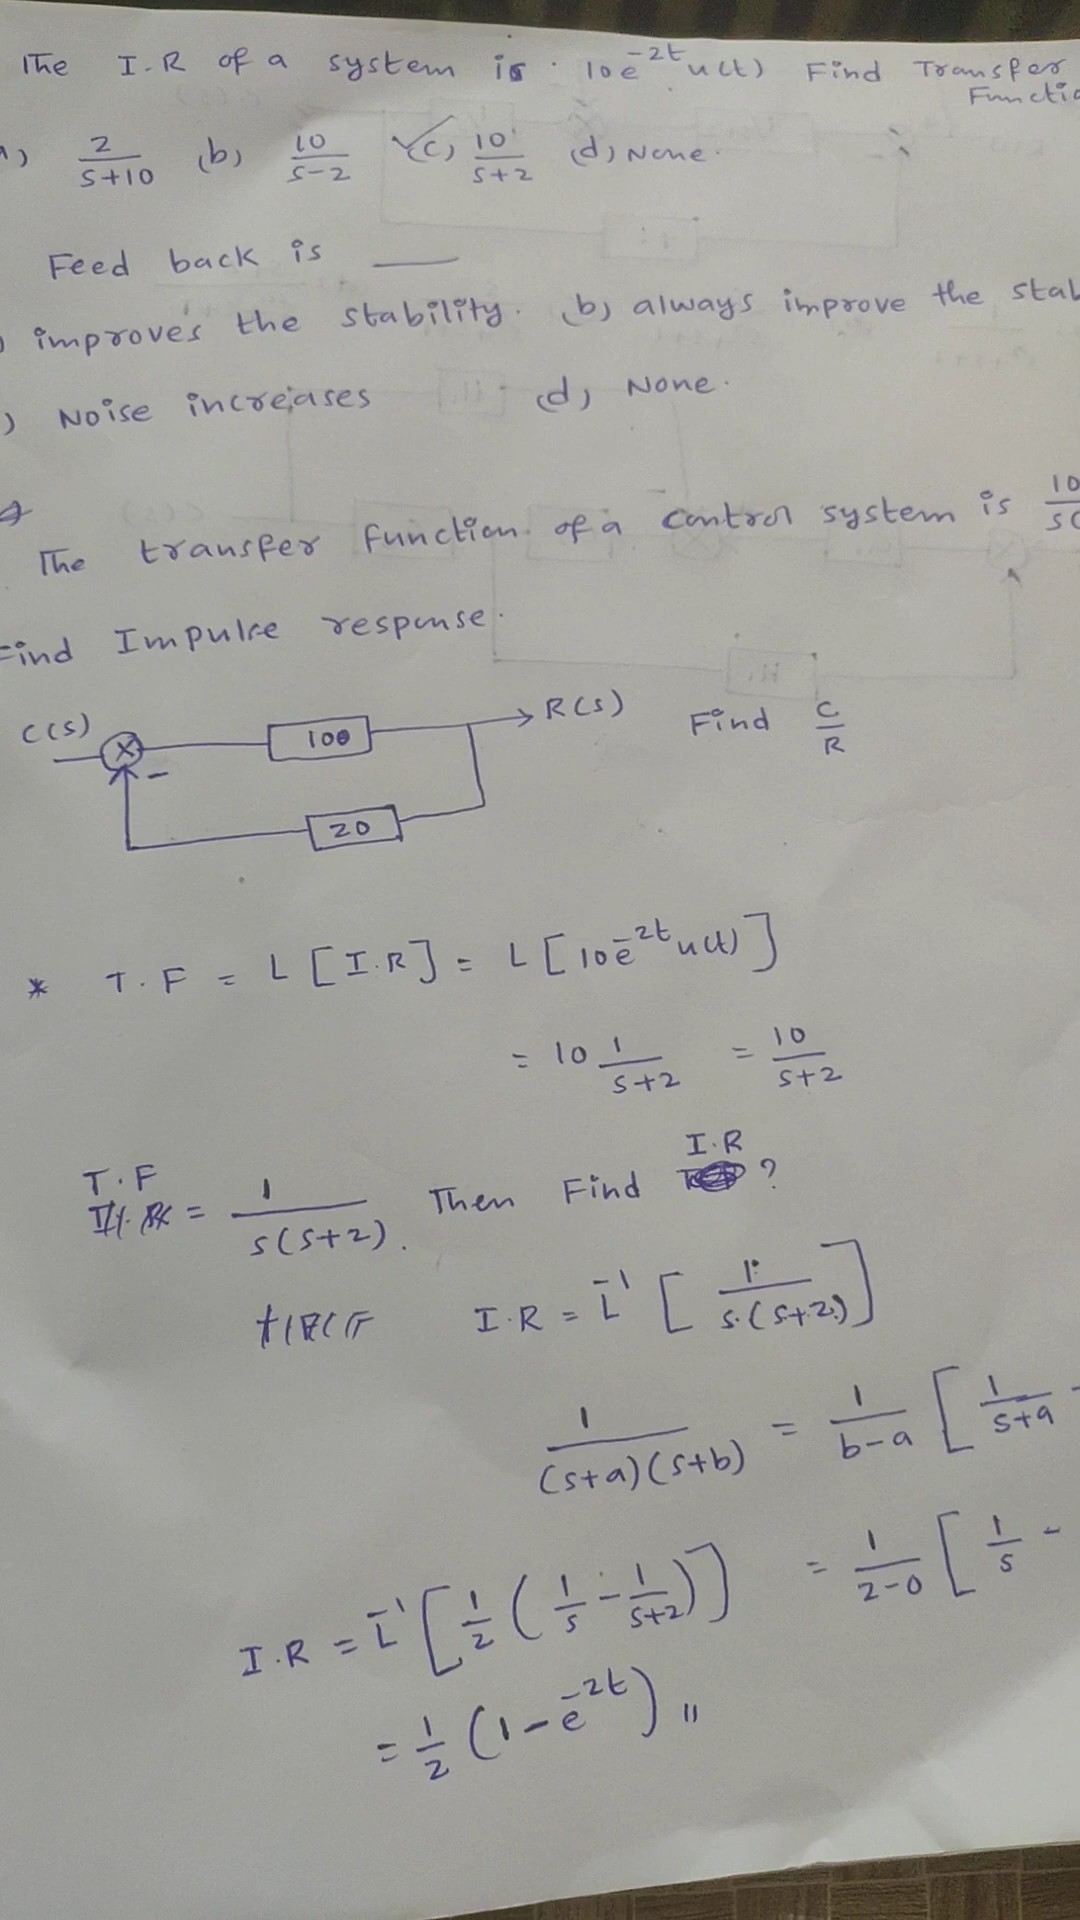 The I.R of a system is 10e^-2t u(t) Find Transfer
Functio
a) 2/(s+10) (b) 10/(s-2) (c) 10/(s+2) (d) None.
Feed back is ___
improves the stability. (b) always improve the stab
) Noise increases (d) None.
The transfer function of a control system is 10/s(
Find Impulse response.
C(s) × - 100 R(s) Find C/R
20
* T.F = L[I.R] = L[10e^-2t u(t)]
= 10 1/(s+2) = 10/(s+2)
T.F = 1/(s(s+2)). Then Find I.R ?
I.R = L^-1 [1/(s.(s+2))]
1/((s+a)(s+b)) = 1/(b-a) [1/(s+a) -
= 1/(2-0) [1/s -
I.R = L^-1 [1/2 (1/s - 1/(s+2))]
= 1/2 (1-e^-2t) //